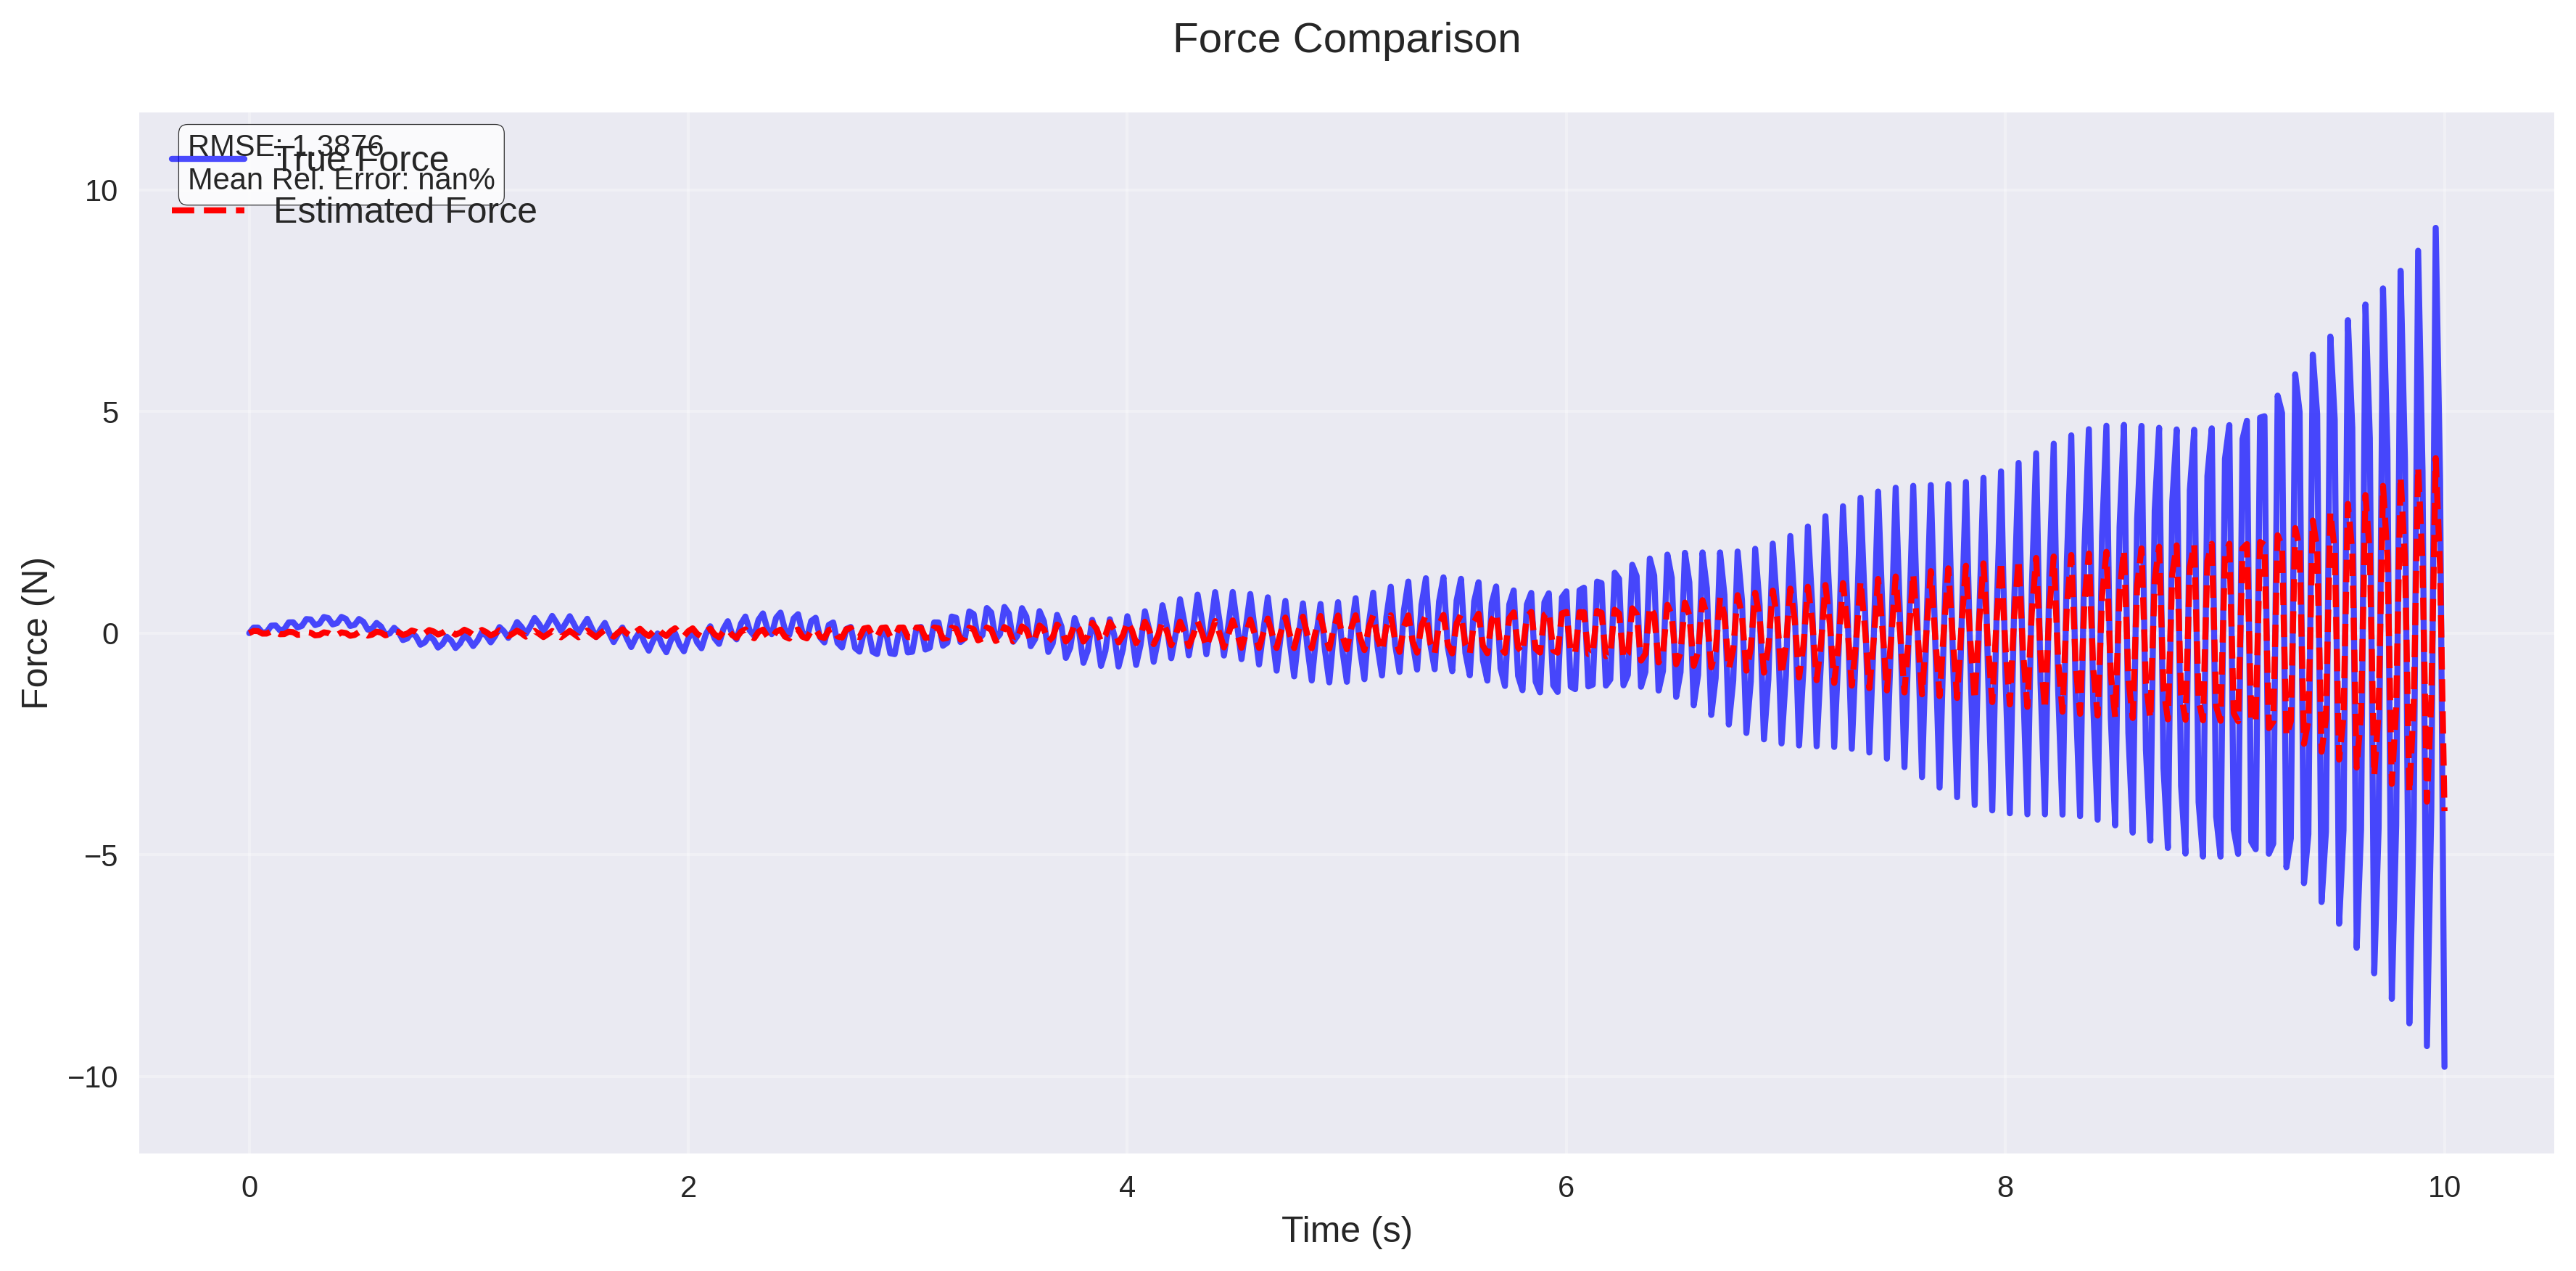 Force Comparison
RMSE: 1.3876
True Force
Mean Rel. Error: nan%
Estimated Force
10
5
0
−5
−10
Force (N)
0 2 4 6 8 10
Time (s)